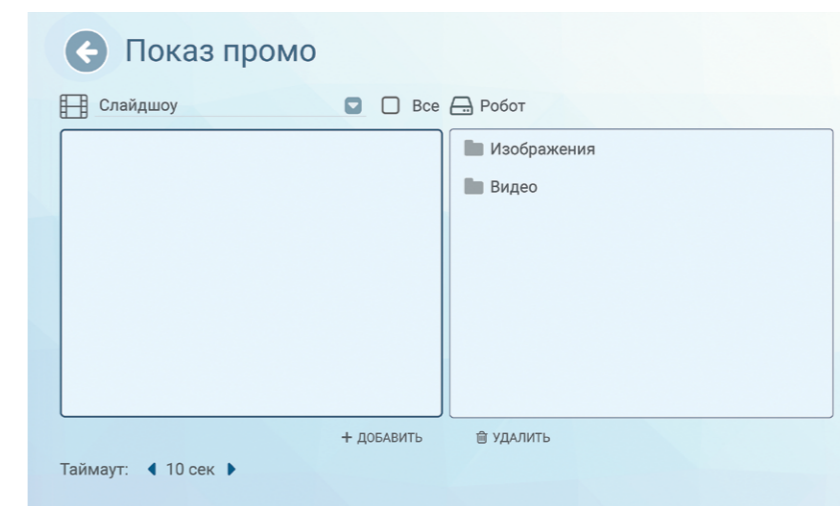 Показ промо
Слайдшоу
Все
Робот
Изображения
Видео
+ ДОБАВИТЬ
УДАЛИТЬ
Таймаут: 10 сек